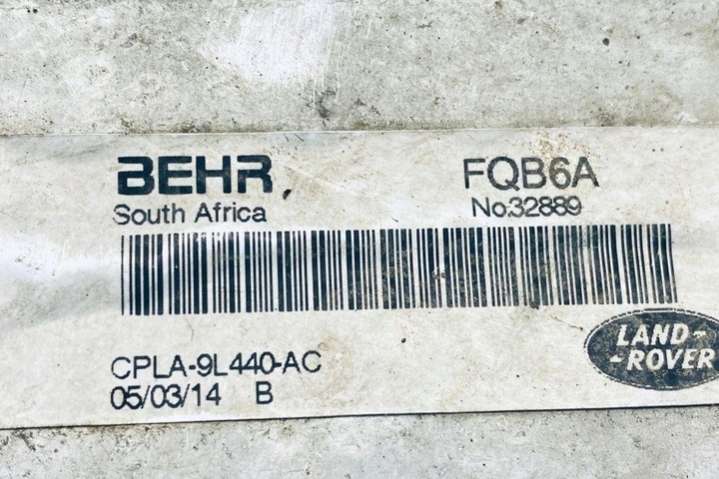 BEHR
FQB6A
South Africa
No.32889
CPLA-9L440-AC
05/03/14 B
LAND-
-ROVER